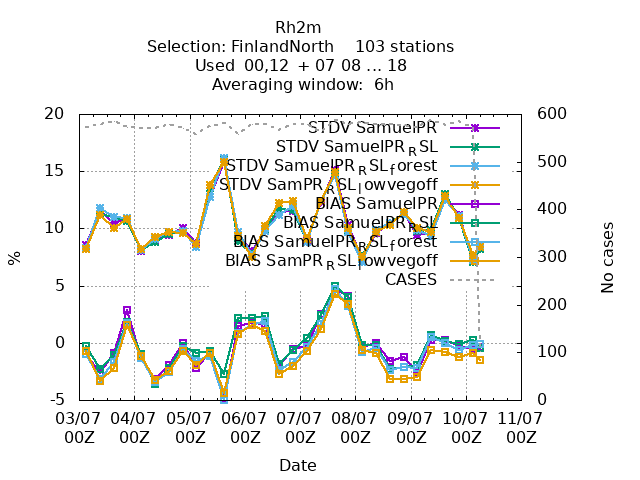 Rh2m
Selection: FinlandNorth    103 stations
Used  00,12  + 07 08 ... 18
Averaging window:  6h
20
15
10
5
0
-5
%
600
500
400
300
200
100
0
No cases
STDV SamuelPR
STDV SamuelPR_RSL
STDV SamuelPR_RSL_forest
STDV SamPR_RSL_lowvegoff
BIAS SamuelPR
BIAS SamuelPR_RSL
BIAS SamuelPR_RSL_forest
BIAS SamPR_RSL_lowvegoff
CASES
03/07 04/07 05/07 06/07 07/07 08/07 09/07 10/07 11/07
00Z 00Z 00Z 00Z 00Z 00Z 00Z 00Z 00Z
Date